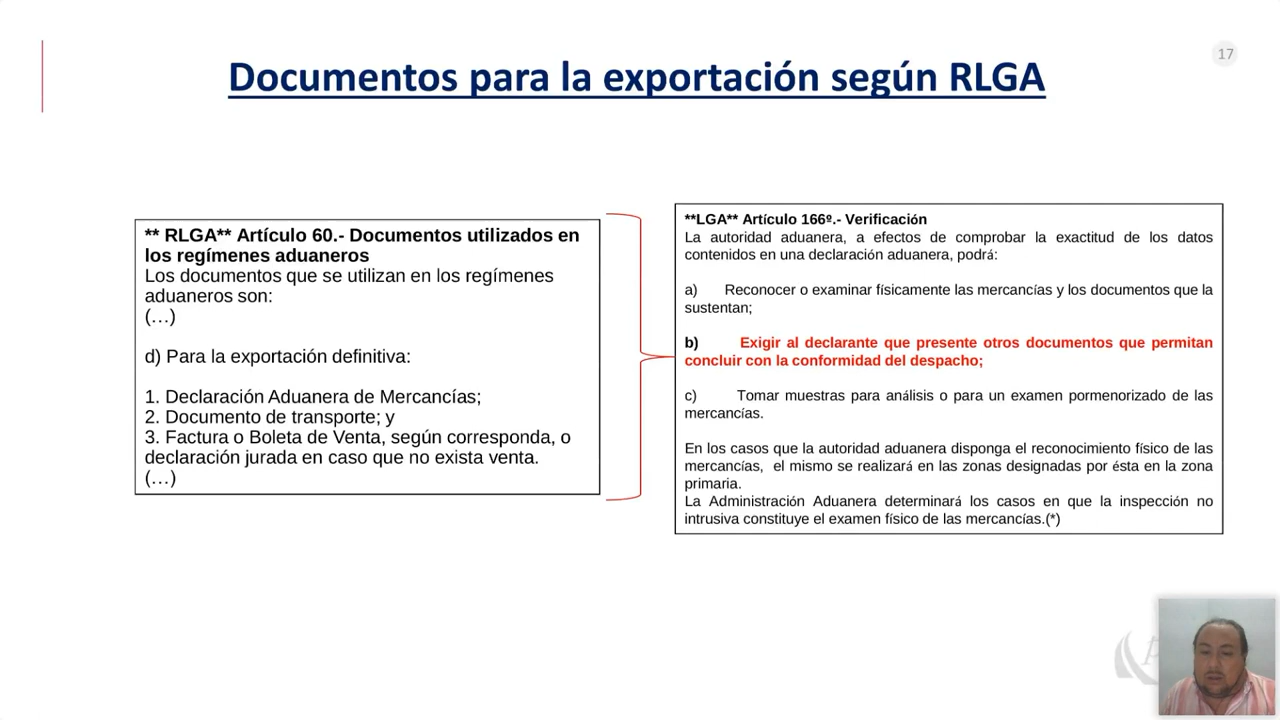 17
Documentos para la exportación según RLGA
** RLGA** Artículo 60.- Documentos utilizados en
los regímenes aduaneros
Los documentos que se utilizan en los regímenes
aduaneros son:
(…)
d) Para la exportación definitiva:
1. Declaración Aduanera de Mercancías;
2. Documento de transporte; y
3. Factura o Boleta de Venta, según corresponda, o
declaración jurada en caso que no exista venta.
(…)
**LGA** Artículo 166º.- Verificación
La autoridad aduanera, a efectos de comprobar la exactitud de los datos
contenidos en una declaración aduanera, podrá:
a) Reconocer o examinar físicamente las mercancías y los documentos que la
sustentan;
b) Exigir al declarante que presente otros documentos que permitan
concluir con la conformidad del despacho;
c) Tomar muestras para análisis o para un examen pormenorizado de las
mercancías.
En los casos que la autoridad aduanera disponga el reconocimiento físico de las
mercancías, el mismo se realizará en las zonas designadas por ésta en la zona
primaria.
La Administración Aduanera determinará los casos en que la inspección no
intrusiva constituye el examen físico de las mercancías.(*)